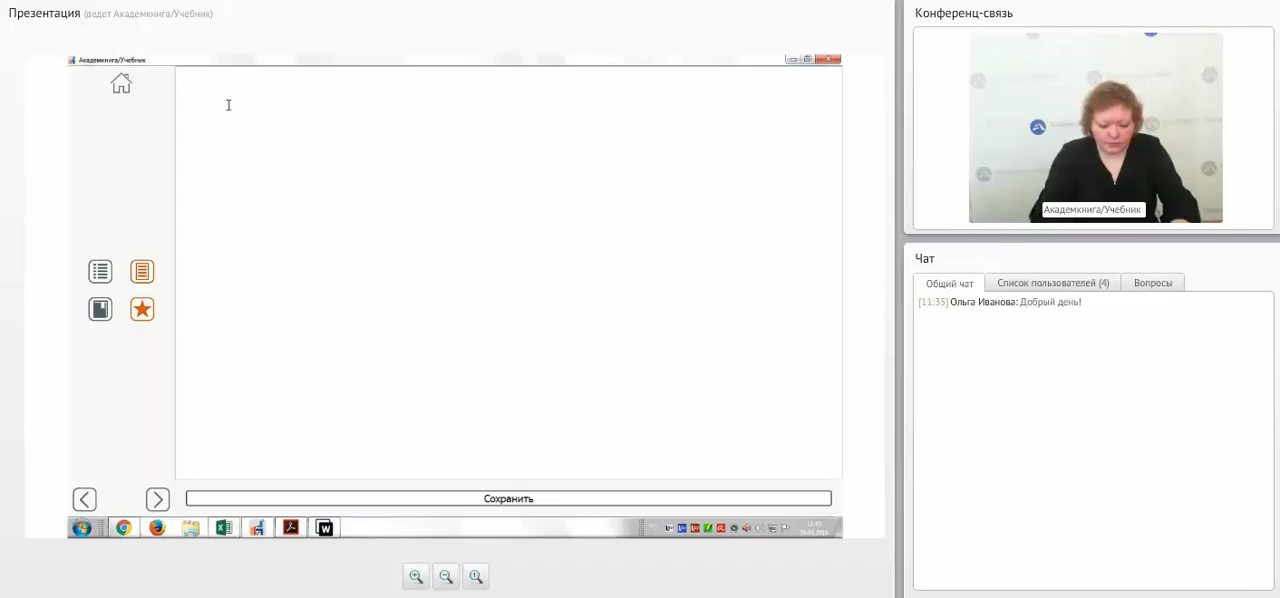 Презентация (ведет Академкнига/Учебник)
Академкнига/Учебник
Сохранить
Конференц-связь
Академкнига/Учебник
Чат
Общий чат
Список пользователей (4)
Вопросы
[11:35] Ольга Иванова: Добрый день!